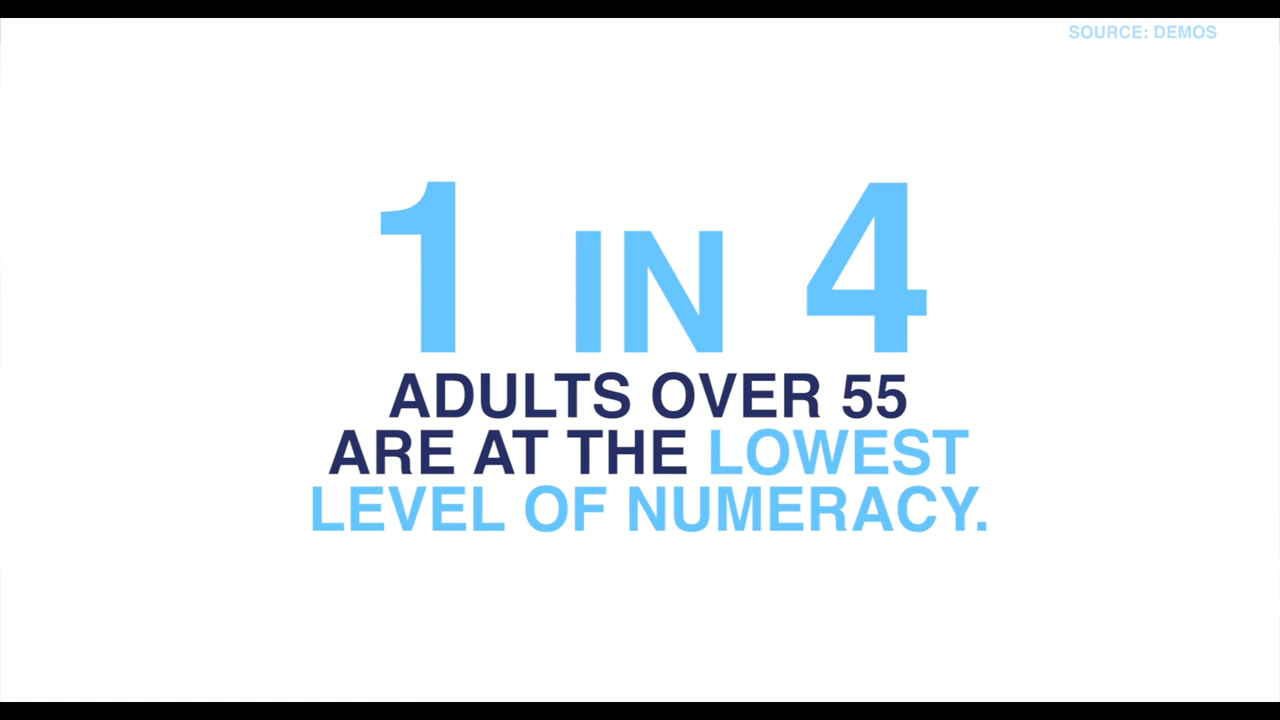 SOURCE: DEMOS
1 IN 4
ADULTS OVER 55
ARE AT THE LOWEST
LEVEL OF NUMERACY.